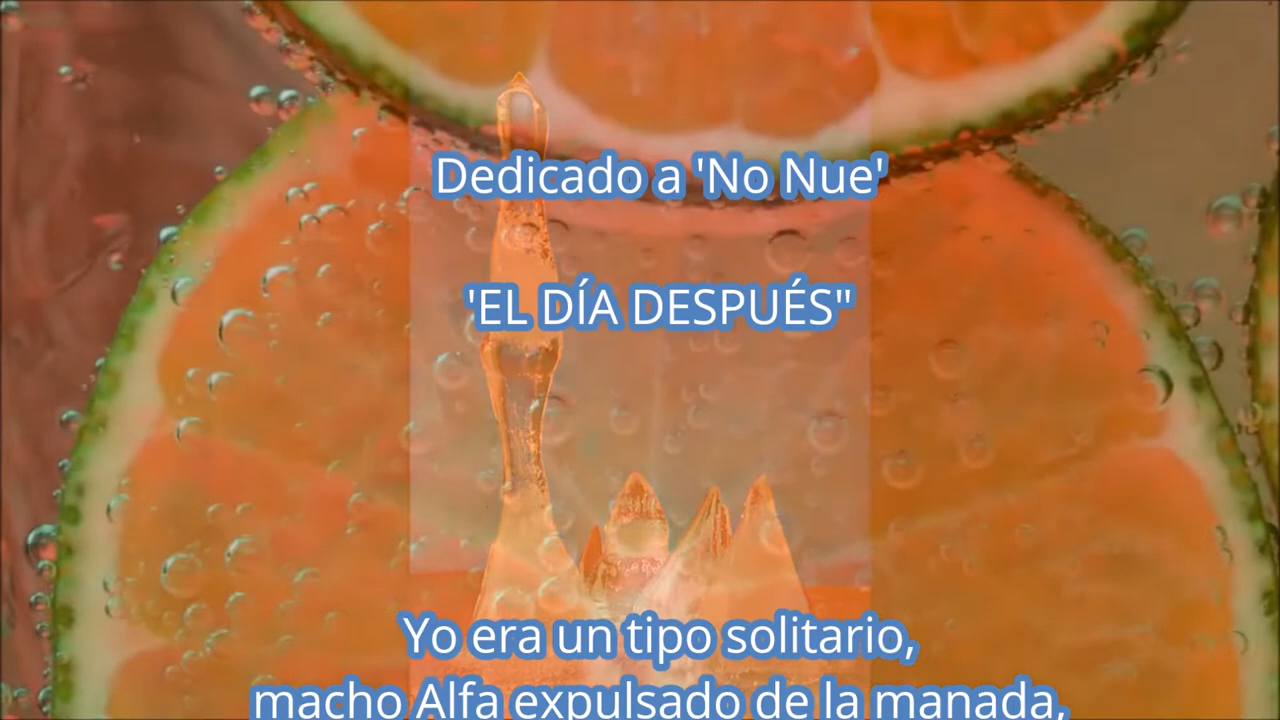 Dedicado a 'No Nue'
'EL DÍA DESPUÉS"
Yo era un tipo solitario,
macho Alfa expulsado de la manada,